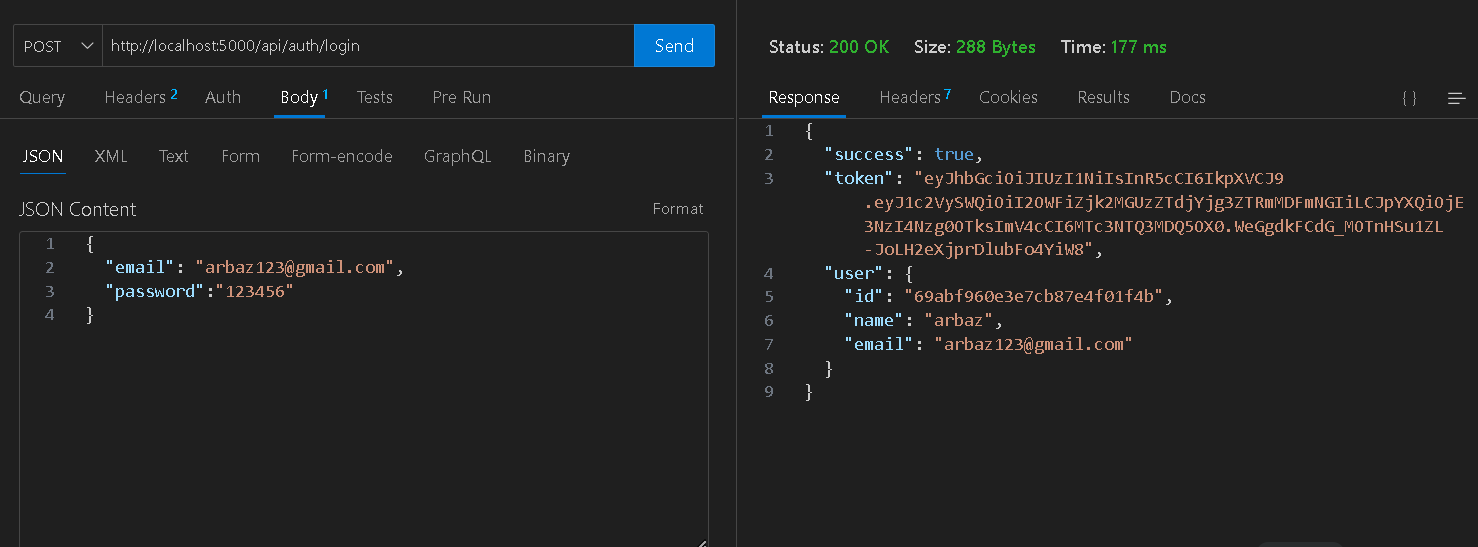 POST http://localhost:5000/api/auth/login Send
Query Headers 2 Auth Body 1 Tests Pre Run
JSON XML Text Form Form-encode GraphQL Binary
JSON Content Format
1 {
2 "email": "arbaz123@gmail.com",
3 "password":"123456"
4 }
Status: 200 OK Size: 288 Bytes Time: 177 ms
Response Headers 7 Cookies Results Docs { }
1 {
2 "success": true,
3 "token": "eyJhbGciOiJIUzI1NiIsInR5cCI6IkpXVCJ9
.eyJ1c2VySWQiOiI2OWFiZjk2MGUzZTdjYjg3ZTRmMDFmNGIiLCJpYXQiOjE
3NzI4Nzg0OTksImV4cCI6MTc3NTQ3MDQ5OX0.WeGgdkFCdG_MOTnHSu1ZL
-JoLH2eXjprDlubFo4YiW8",
4 "user": {
5 "id": "69abf960e3e7cb87e4f01f4b",
6 "name": "arbaz",
7 "email": "arbaz123@gmail.com"
8 }
9 }